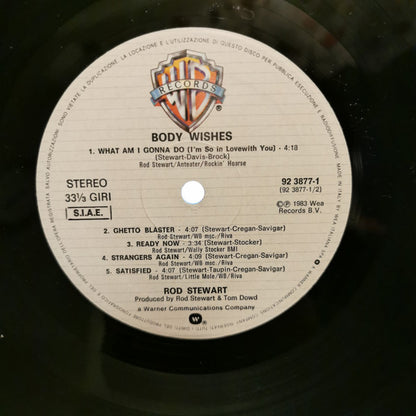 WB
RECORDS
BODY WISHES
1. WHAT AM I GONNA DO (I'm So in Lovewith You) - 4:18
(Stewart-Davis-Brock)
Rod Stewart/Anteater/Rockin' Hoarse
STEREO
33⅓ GIRI
S.I.A.E.
92 3877-1
(92 3877-1/2)
℗ 1983 Wea
Records B.V.
2. GHETTO BLASTER - 4:07 (Stewart-Cregan-Savigar)
Rod Stewart/WB msc./Riva
3. READY NOW - 3:34 (Stewart-Stocker)
Rod Stewart/Wally Stocker BMI
4. STRANGERS AGAIN - 4:09 (Stewart-Cregan-Savigar)
Rod Stewart/WB msc./Riva
5. SATISFIED - 4:07 (Stewart-Taupin-Cregan-Savigar)
Rod Stewart/Little Mole/WB/Riva
ROD STEWART
Produced by Rod Stewart & Tom Dowd
a Warner Communications Company